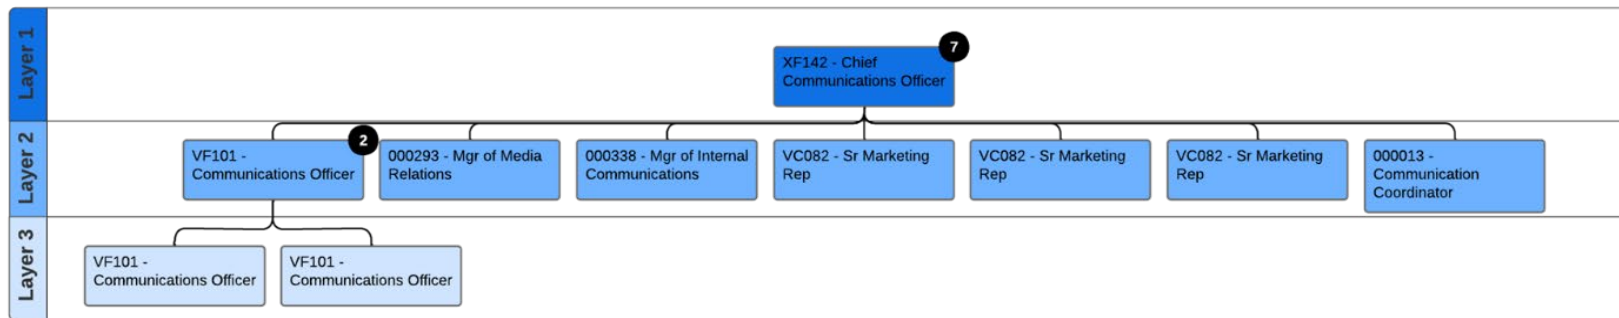 Layer 1
XF142 - Chief
Communications Officer
7
Layer 2
VF101 -
Communications Officer
2
000293 - Mgr of Media
Relations
000338 - Mgr of Internal
Communications
VC082 - Sr Marketing
Rep
VC082 - Sr Marketing
Rep
VC082 - Sr Marketing
Rep
000013 -
Communication
Coordinator
Layer 3
VF101 -
Communications Officer
VF101 -
Communications Officer